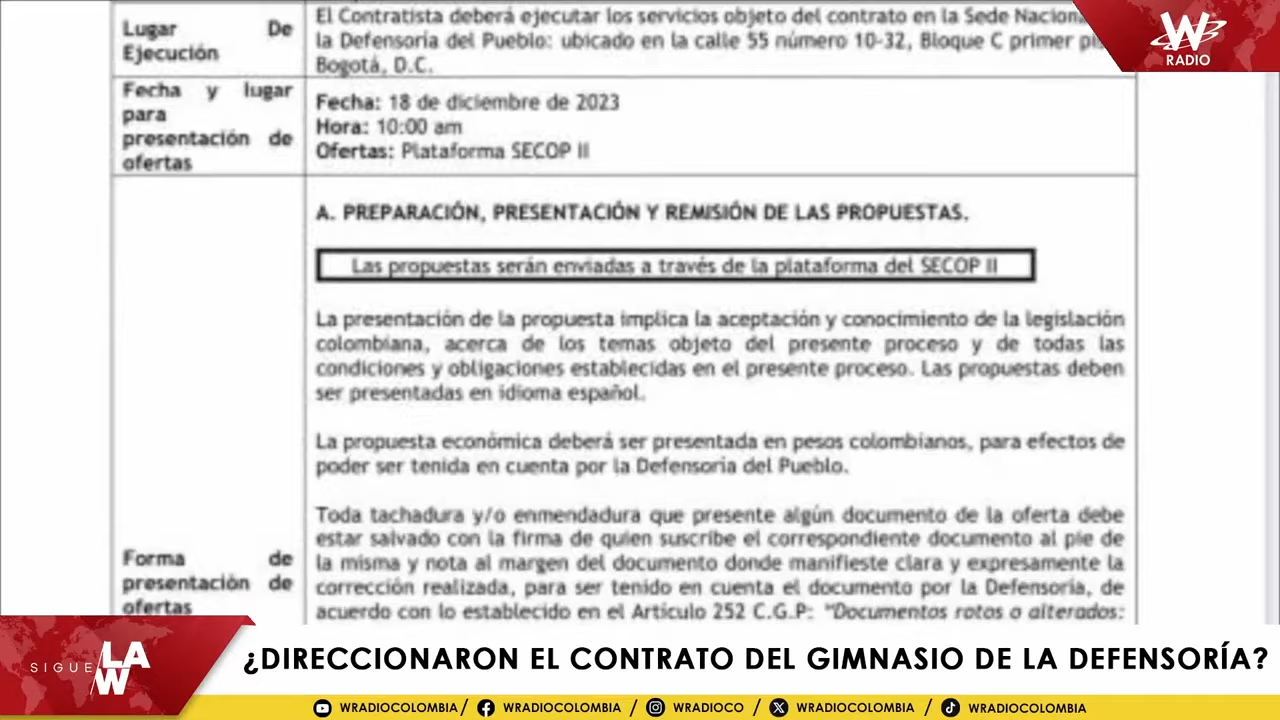 Lugar De
Ejecución
El Contratista deberá ejecutar los servicios objeto del contrato en la Sede Nacion
la Defensoría del Pueblo: ubicado en la calle 55 número 10-32, Bloque C primer
Bogotá, D.C.
Fecha y lugar
para
presentación de
ofertas
Fecha: 18 de diciembre de 2023
Hora: 10:00 am
Ofertas: Plataforma SECOP II
A. PREPARACIÓN, PRESENTACIÓN Y REMISIÓN DE LAS PROPUESTAS.
Las propuestas serán enviadas a través de la plataforma del SECOP II
La presentación de la propuesta implica la aceptación y conocimiento de la legislación
colombiana, acerca de los temas objeto del presente proceso y de todas las
condiciones y obligaciones establecidas en el presente proceso. Las propuestas deben
ser presentadas en idioma español.
La propuesta económica deberá ser presentada en pesos colombianos, para efectos de
poder ser tenida en cuenta por la Defensoría del Pueblo.
Toda tachadura y/o enmendadura que presente algún documento de la oferta debe
estar salvado con la firma de quien suscribe el correspondiente documento al pie de
la misma y nota al margen del documento donde manifieste clara y expresamente la
corrección realizada, para ser tenido en cuenta el documento por la Defensoría, de
acuerdo con lo establecido en el Artículo 252 C.G.P: "Documentos rotos o alterados:
Forma de
presentación de
ofertas
W
RADIO
SIGUE LA
W
¿DIRECCIONARON EL CONTRATO DEL GIMNASIO DE LA DEFENSORÍA?
WRADIOCOLOMBIA / WRADIOCOLOMBIA / WRADIOCO / WRADIOCOLOMBIA / WRADIOCOLOMBIA